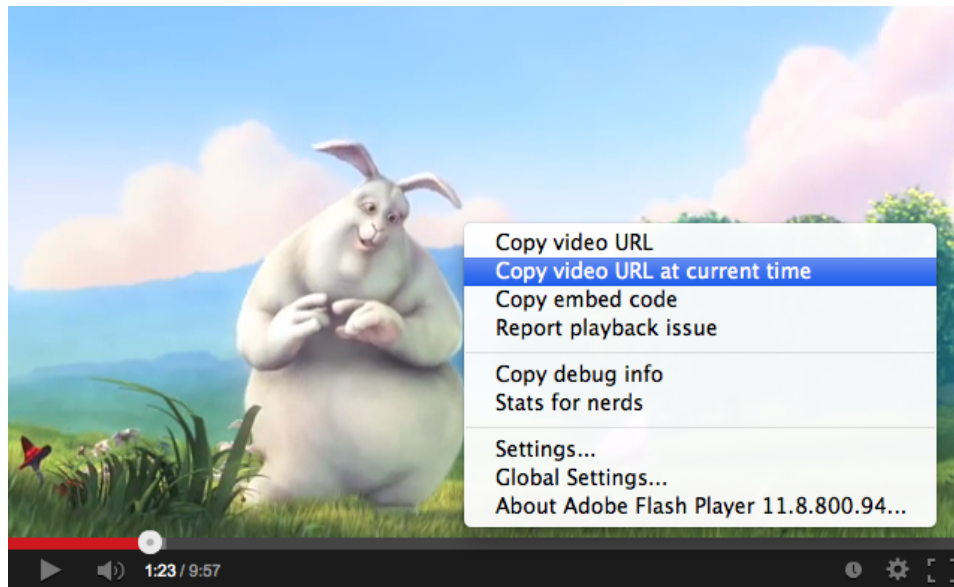 Copy video URL
Copy video URL at current time
Copy embed code
Report playback issue
Copy debug info
Stats for nerds
Settings...
Global Settings...
About Adobe Flash Player 11.8.800.94...
1:23 / 9:57